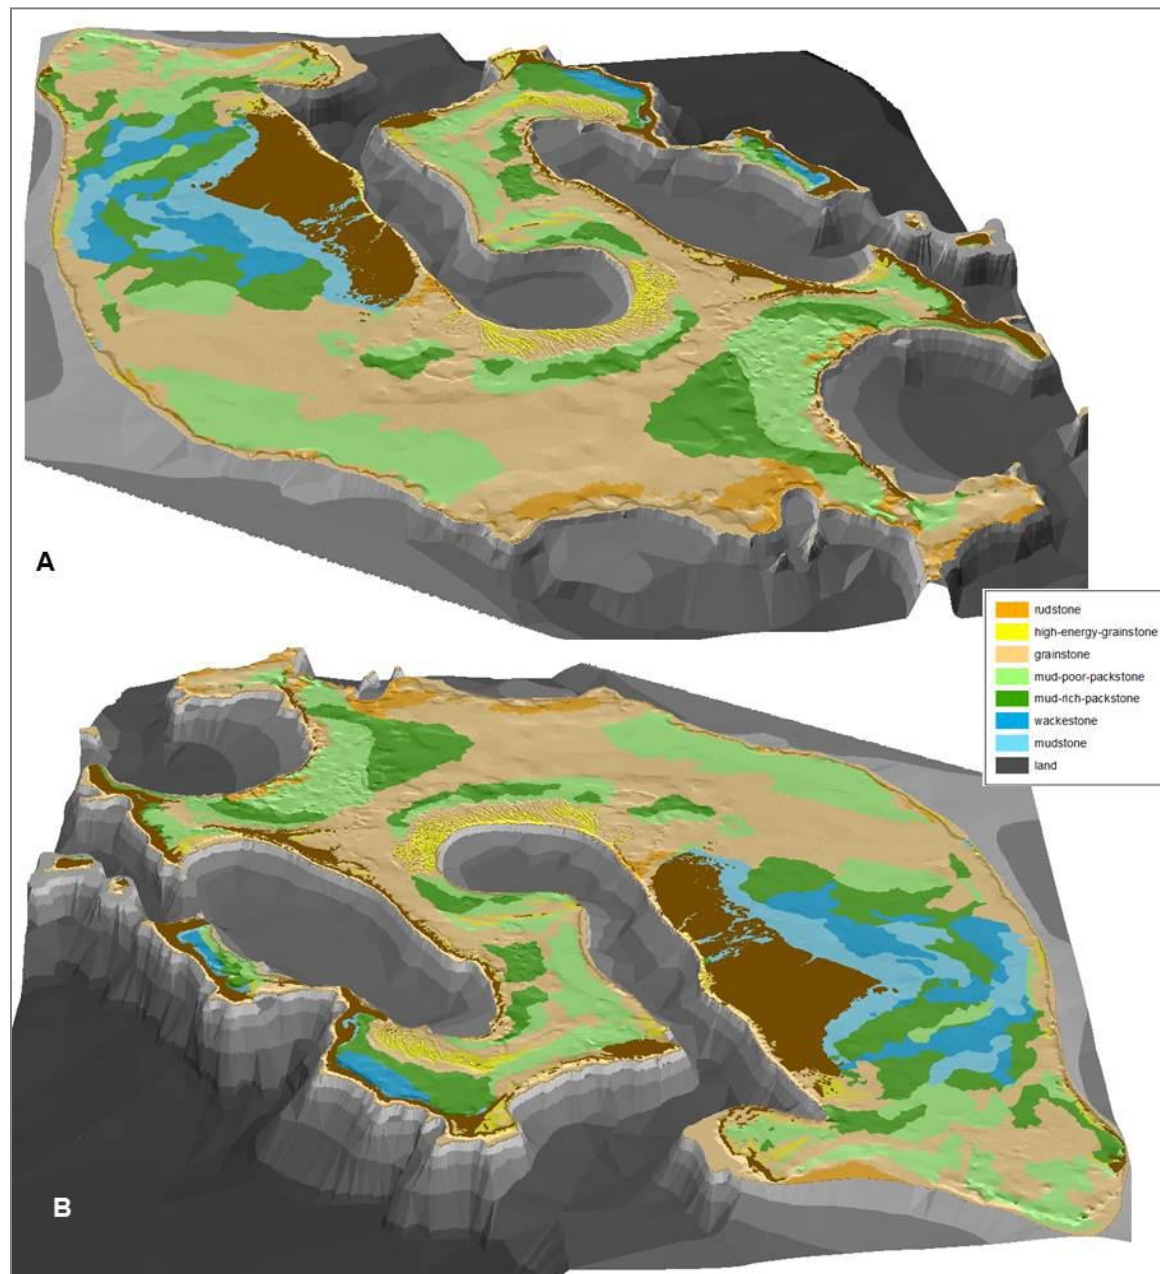 A
rudstone
high-energy-grainstone
grainstone
mud-poor-packstone
mud-rich-packstone
wackestone
mudstone
land
B